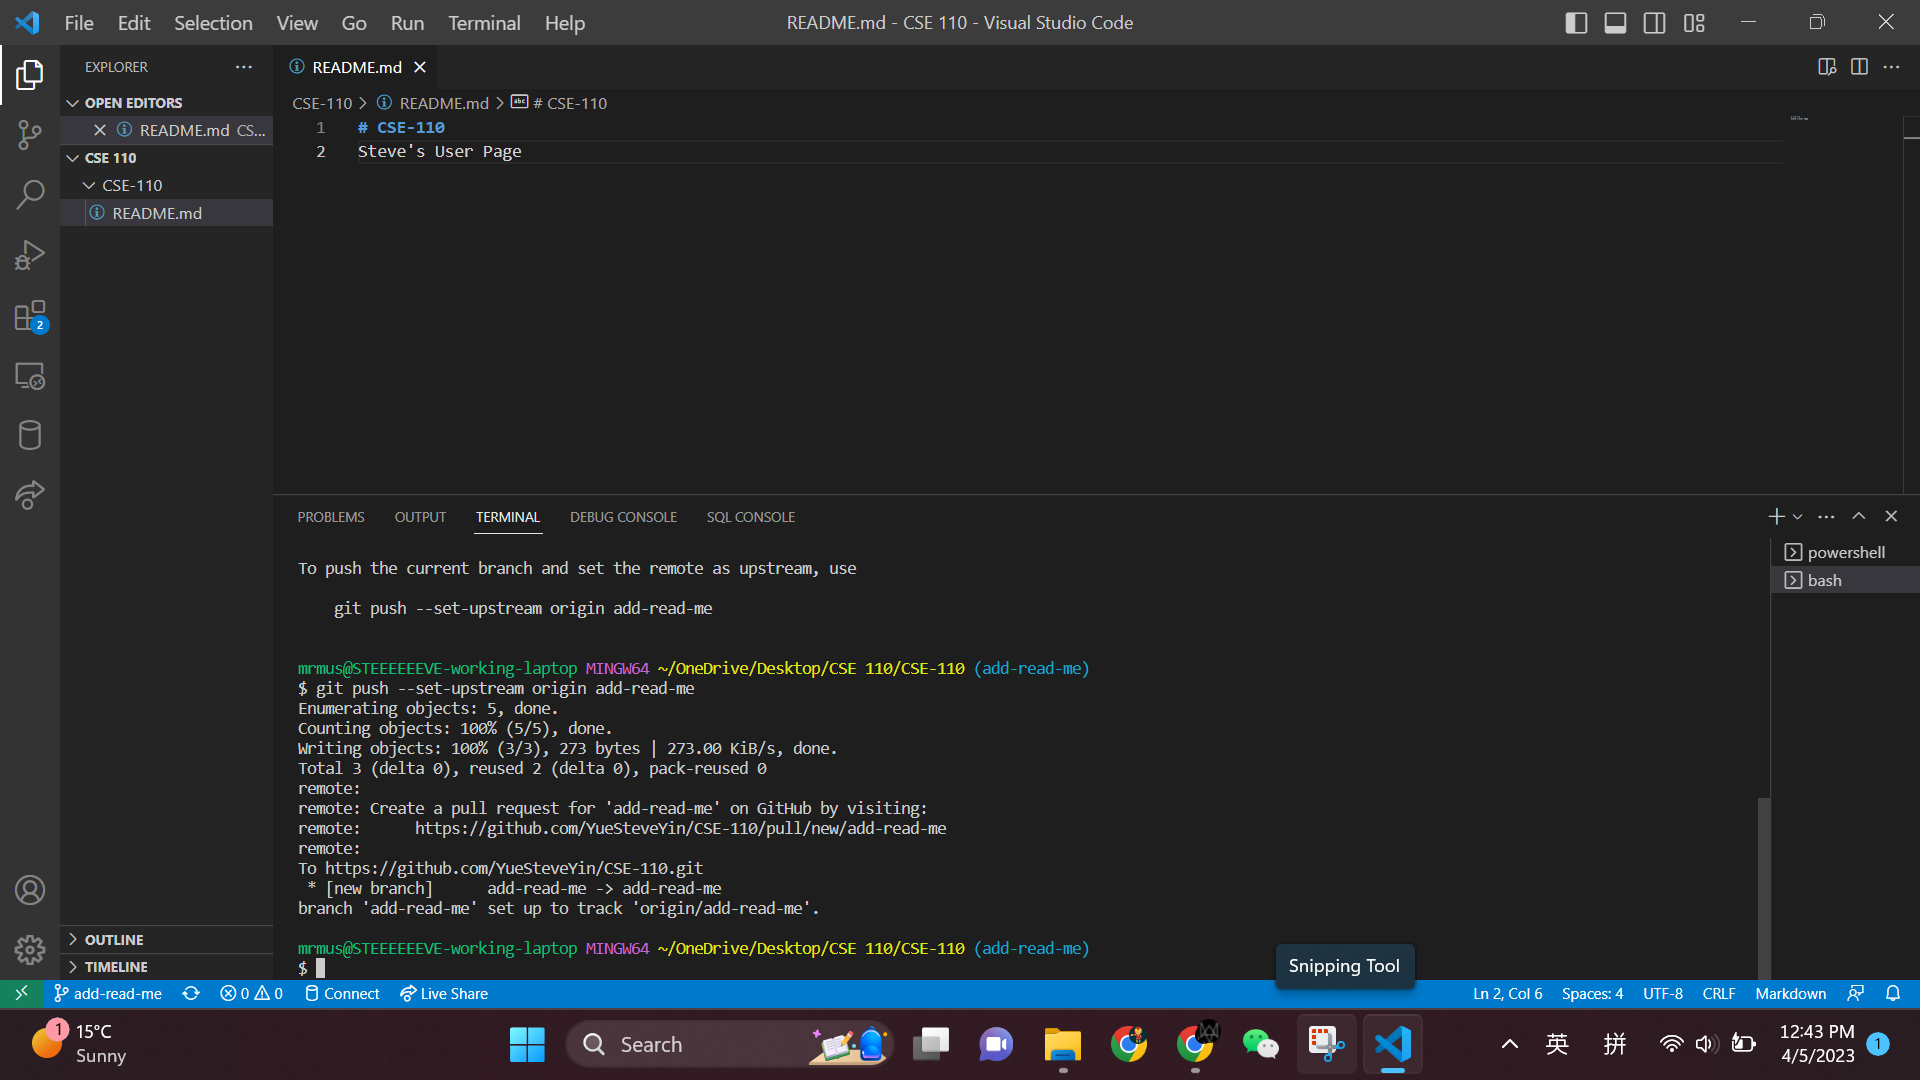 File Edit Selection View Go Run Terminal Help
README.md - CSE 110 - Visual Studio Code
EXPLORER
README.md
OPEN EDITORS
README.md CS...
CSE 110
CSE-110
README.md
CSE-110 > README.md > # CSE-110
1 # CSE-110
2 Steve's User Page
2
PROBLEMS OUTPUT TERMINAL DEBUG CONSOLE SQL CONSOLE
powershell
bash
To push the current branch and set the remote as upstream, use
git push --set-upstream origin add-read-me
mrmus@STEEEEEEVE-working-laptop MINGW64 ~/OneDrive/Desktop/CSE 110/CSE-110 (add-read-me)
$ git push --set-upstream origin add-read-me
Enumerating objects: 5, done.
Counting objects: 100% (5/5), done.
Writing objects: 100% (3/3), 273 bytes | 273.00 KiB/s, done.
Total 3 (delta 0), reused 2 (delta 0), pack-reused 0
remote:
remote: Create a pull request for 'add-read-me' on GitHub by visiting:
remote: https://github.com/YueSteveYin/CSE-110/pull/new/add-read-me
remote:
To https://github.com/YueSteveYin/CSE-110.git
* [new branch] add-read-me -> add-read-me
branch 'add-read-me' set up to track 'origin/add-read-me'.
mrmus@STEEEEEEVE-working-laptop MINGW64 ~/OneDrive/Desktop/CSE 110/CSE-110 (add-read-me)
$
OUTLINE
TIMELINE
Snipping Tool
add-read-me 0 0 Connect Live Share
Ln 2, Col 6 Spaces: 4 UTF-8 CRLF Markdown
1
15°C
Sunny
Search
英 拼
12:43 PM
4/5/2023
1